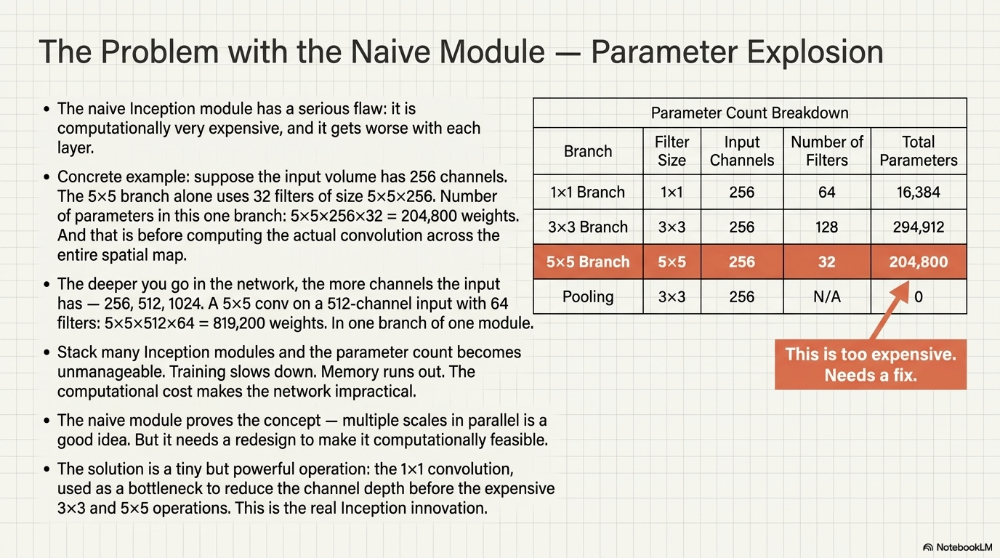 The Problem with the Naive Module — Parameter Explosion
• The naive Inception module has a serious flaw: it is
computationally very expensive, and it gets worse with each
layer.
• Concrete example: suppose the input volume has 256 channels.
The 5×5 branch alone uses 32 filters of size 5×5×256. Number
of parameters in this one branch: 5×5×256×32 = 204,800 weights.
And that is before computing the actual convolution across the
entire spatial map.
• The deeper you go in the network, the more channels the input
has — 256, 512, 1024. A 5×5 conv on a 512-channel input with 64
filters: 5×5×512×64 = 819,200 weights. In one branch of one module.
• Stack many Inception modules and the parameter count becomes
unmanageable. Training slows down. Memory runs out. The
computational cost makes the network impractical.
• The naive module proves the concept — multiple scales in parallel is a
good idea. But it needs a redesign to make it computationally feasible.
• The solution is a tiny but powerful operation: the 1×1 convolution,
used as a bottleneck to reduce the channel depth before the expensive
3×3 and 5×5 operations. This is the real Inception innovation.
Parameter Count Breakdown
Branch Filter Size Input Channels Number of Filters Total Parameters
1×1 Branch 1×1 256 64 16,384
3×3 Branch 3×3 256 128 294,912
5×5 Branch 5×5 256 32 204,800
Pooling 3×3 256 N/A 0
This is too expensive.
Needs a fix.
NotebookLM